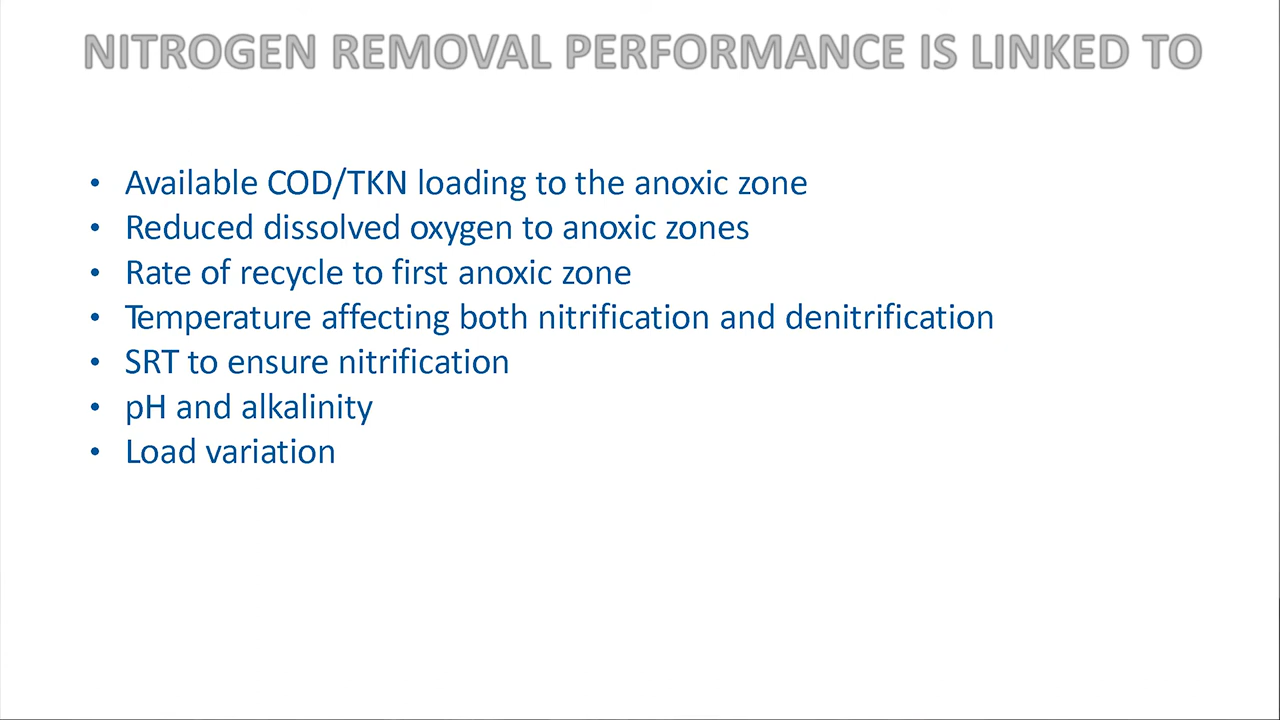 NITROGEN REMOVAL PERFORMANCE IS LINKED TO
• Available COD/TKN loading to the anoxic zone
• Reduced dissolved oxygen to anoxic zones
• Rate of recycle to first anoxic zone
• Temperature affecting both nitrification and denitrification
• SRT to ensure nitrification
• pH and alkalinity
• Load variation